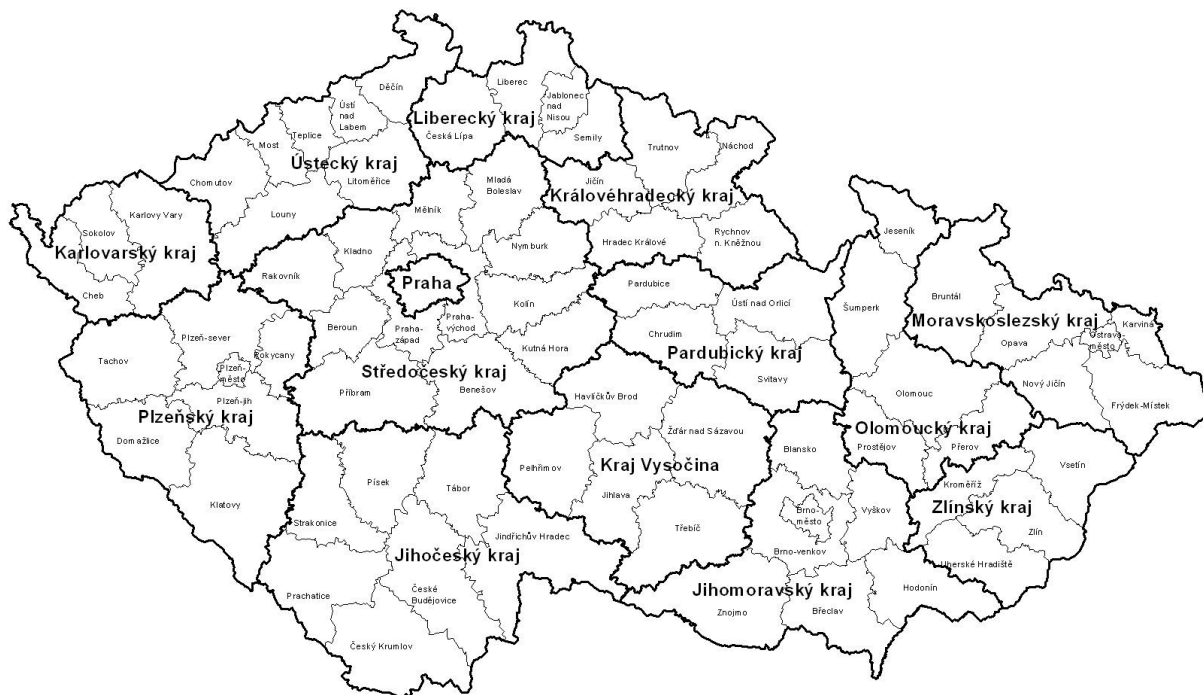 Děčín
Liberec
Ústí
nad
Labem
Jablonec
nad
Nisou
Teplice
Liberecký kraj
Most
Česká Lípa
Semily
Trutnov
Náchod
Ústecký kraj
Chomutov
Litoměřice
Mladá
Boleslav
Jičín
Královéhradecký kraj
Karlovy Vary
Louny
Mělník
Sokolov
Karlovarský kraj
Kladno
Nymburk
Hradec Králové
Rychnov
n. Kněžnou
Jeseník
Rakovník
Praha
Cheb
Kolín
Pardubice
Ústí nad Orlicí
Šumperk
Bruntál
Moravskoslezský kraj
Karviná
Ostrava-
město
Beroun
Praha-
západ
Praha-
východ
Chrudim
Opava
Plzeň-sever
Rokycany
Tachov
Kutná Hora
Pardubický kraj
Plzeň-
město
Středočeský kraj
Svitavy
Nový Jičín
Příbram
Benešov
Olomouc
Frýdek-Místek
Plzeň-jih
Plzeňský kraj
Havlíčkův Brod
Olomoucký kraj
Domažlice
Žďár nad Sázavou
Prostějov
Přerov
Blansko
Pelhřimov
Kraj Vysočina
Vsetín
Písek
Tábor
Kroměříž
Klatovy
Jihlava
Zlínský kraj
Brno-
město
Vyškov
Strakonice
Třebíč
Zlín
Jindřichův Hradec
Jihočeský kraj
Brno-venkov
Uherské Hradiště
Prachatice
České
Budějovice
Jihomoravský kraj
Hodonín
Znojmo
Břeclav
Český Krumlov